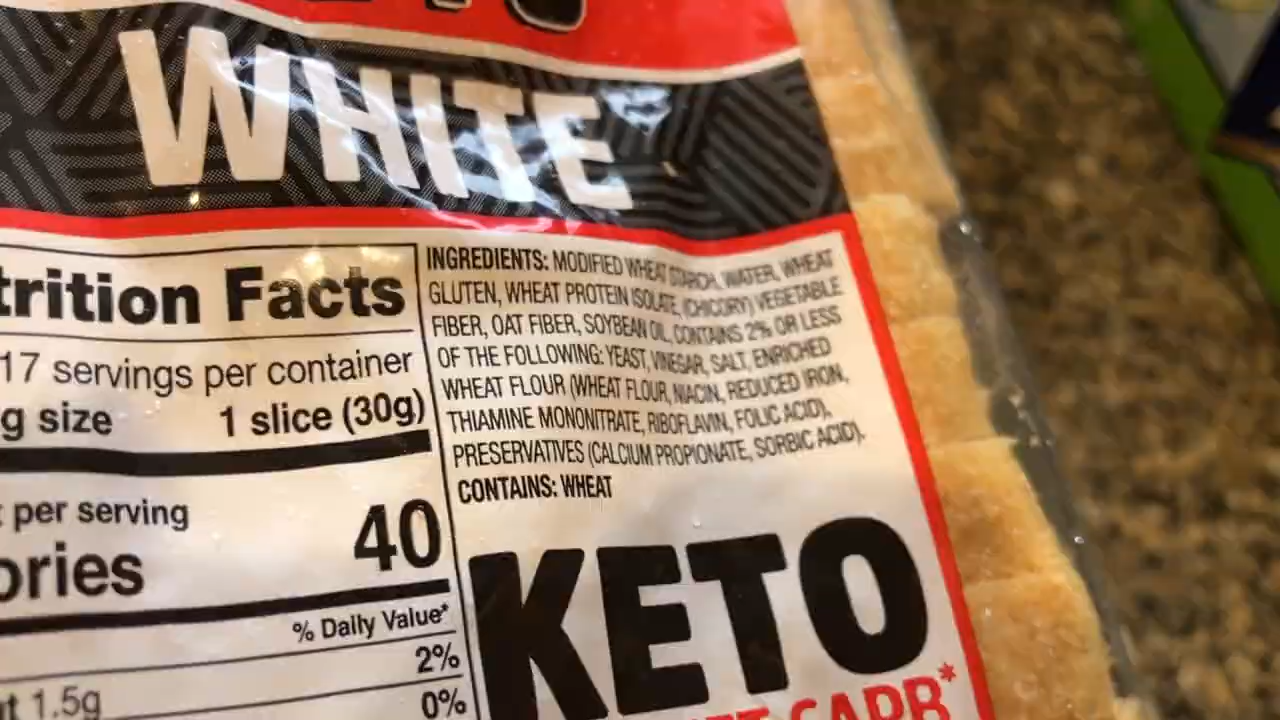 WHITE
trition Facts
17 servings per container
g size 1 slice (30g)
per serving
ories 40
% Daily Value*
2%
t 1.5g 0%
INGREDIENTS: MODIFIED WHEAT STARCH, WATER, WHEAT
GLUTEN, WHEAT PROTEIN ISOLATE, (CHICORY) VEGETABLE
FIBER, OAT FIBER, SOYBEAN OIL, CONTAINS 2% OR LESS
OF THE FOLLOWING: YEAST, VINEGAR, SALT, ENRICHED
WHEAT FLOUR (WHEAT FLOUR, NIACIN, REDUCED IRON,
THIAMINE MONONITRATE, RIBOFLAVIN, FOLIC ACID),
PRESERVATIVES (CALCIUM PROPIONATE, SORBIC ACID).
CONTAINS: WHEAT
KETO
CARB*